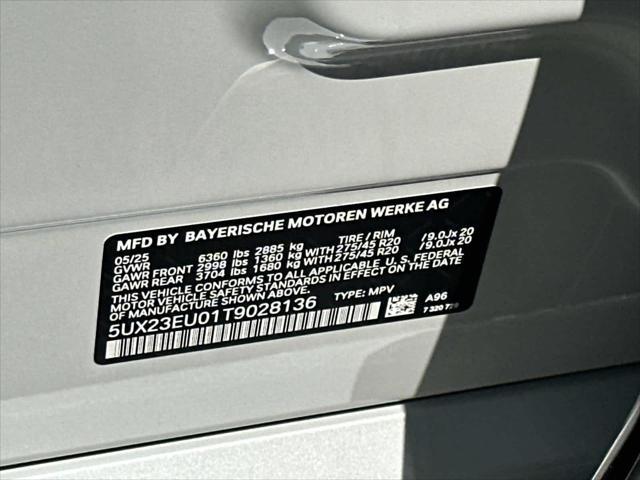 MFD BY BAYERISCHE MOTOREN WERKE AG
05/25 6360 lbs 2885 kg TIRE / RIM
GVWR
GAWR FRONT 2998 lbs 1360 kg WITH 275/45 R20 /9.0Jx 20
GAWR REAR 3704 lbs 1680 kg WITH 275/45 R20 /9.0Jx 20
THIS VEHICLE CONFORMS TO ALL APPLICABLE U.S. FEDERAL
MOTOR VEHICLE SAFETY STANDARDS IN EFFECT ON THE DATE
OF MANUFACTURE SHOWN ABOVE.
5UX23EU01T9028136 TYPE: MPV A96